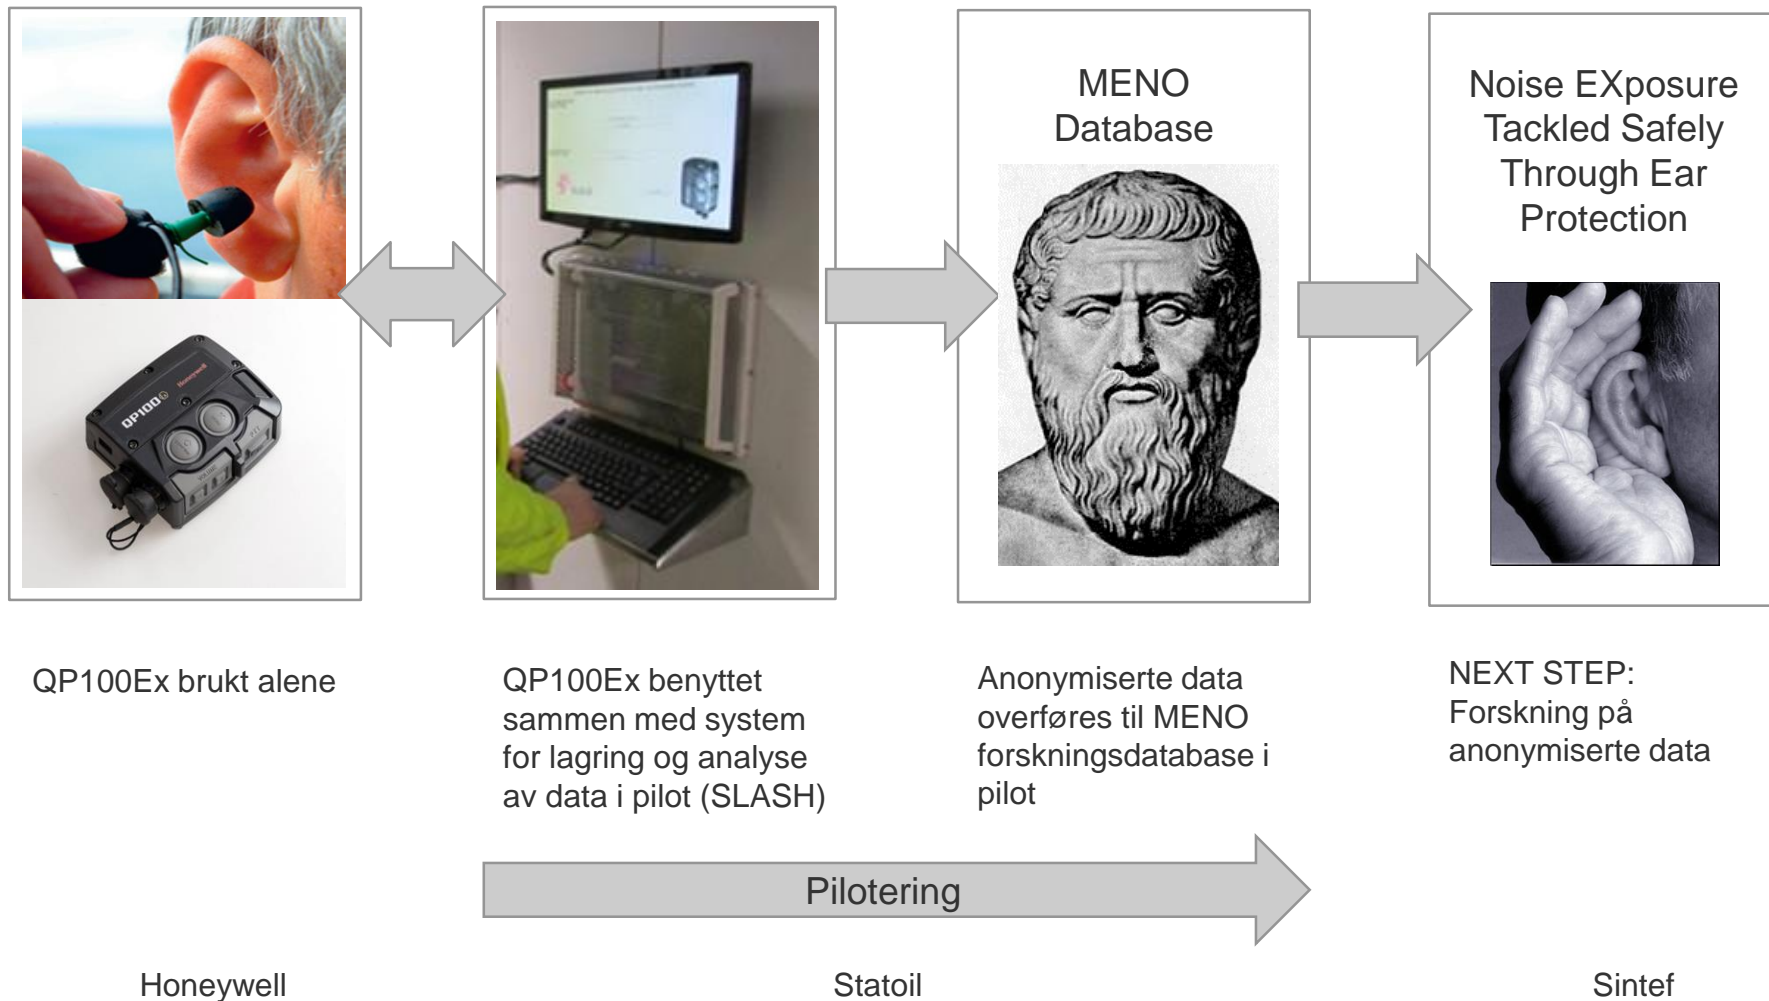 MENO
Database
Noise EXposure
Tackled Safely
Through Ear
Protection
Honeywell
QP100
QP100Ex brukt alene
QP100Ex benyttet
sammen med system
for lagring og analyse
av data i pilot (SLASH)
Anonymiserte data
overføres til MENO
forskningsdatabase i
pilot
NEXT STEP:
Forskning på
anonymiserte data
Pilotering
Honeywell
Statoil
Sintef